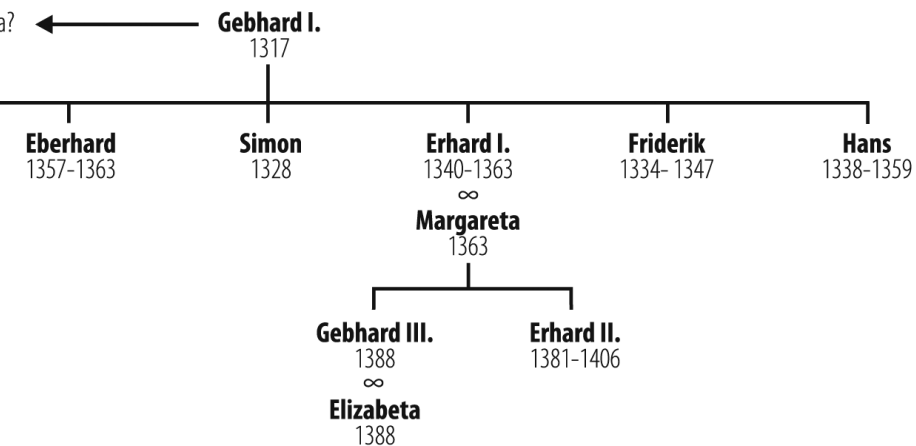 a?
Gebhard I.
1317
Eberhard
1357-1363
Simon
1328
Erhard I.
1340-1363
∞
Margareta
1363
Friderik
1334- 1347
Hans
1338-1359
Gebhard III.
1388
∞
Elizabeta
1388
Erhard II.
1381-1406